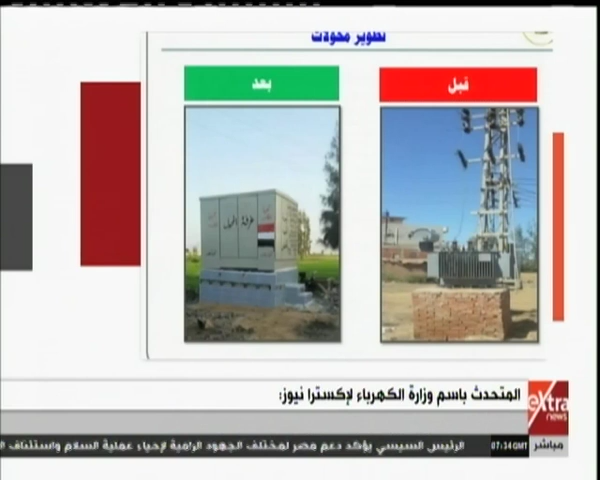 تطوير محولات
قبل
بعد
غرفة
المتحدث باسم وزارة الكهرباء لإكسترا نيوز:
extra
news
مباشر
07:34 GMT
الرئيس السيسي يؤكد دعم مصر لمختلف الجهود الرامية لإحياء عملية السلام واستئناف